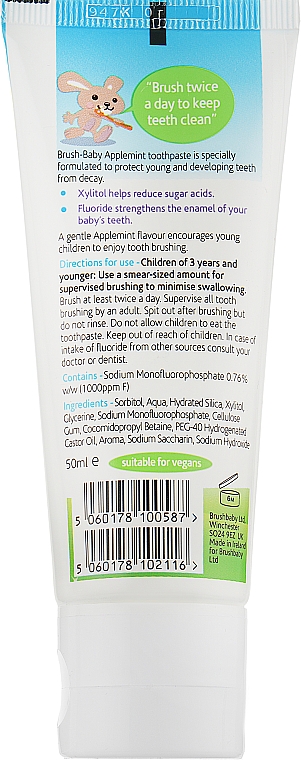 947K 01
“Brush twice
a day to keep
teeth clean”
Brush-Baby Applemint toothpaste is specially
formulated to protect young and developing teeth
from decay.
• Xylitol helps reduce sugar acids.
• Fluoride strengthens the enamel of your
baby's teeth.
A gentle Applemint flavour encourages young
children to enjoy tooth brushing.
Directions for use - Children of 3 years and
younger: Use a smear-sized amount for
supervised brushing to minimise swallowing.
Brush at least twice a day. Supervise all tooth
brushing by an adult. Spit out after brushing but
do not rinse. Do not allow children to eat the
toothpaste. Keep out of reach of children. In case of
intake of fluoride from other sources consult your
doctor or dentist.
Contains - Sodium Monofluorophosphate 0.76%
w/w (1000ppm F)
Ingredients - Sorbitol, Aqua, Hydrated Silica, Xylitol,
Glycerine, Sodium Monofluorophosphate, Cellulose
Gum, Cocomidopropyl Betaine, PEG-40 Hydrogenated
Castor Oil, Aroma, Sodium Saccharin, Sodium Hydroxide
50ml e suitable for vegans
5 060178 100587 >
5 060178 102116 >
6M
Brushbaby Ltd,
Winchester
SO24 9EZ, UK
Made in Ireland
for Brushbaby
Ltd